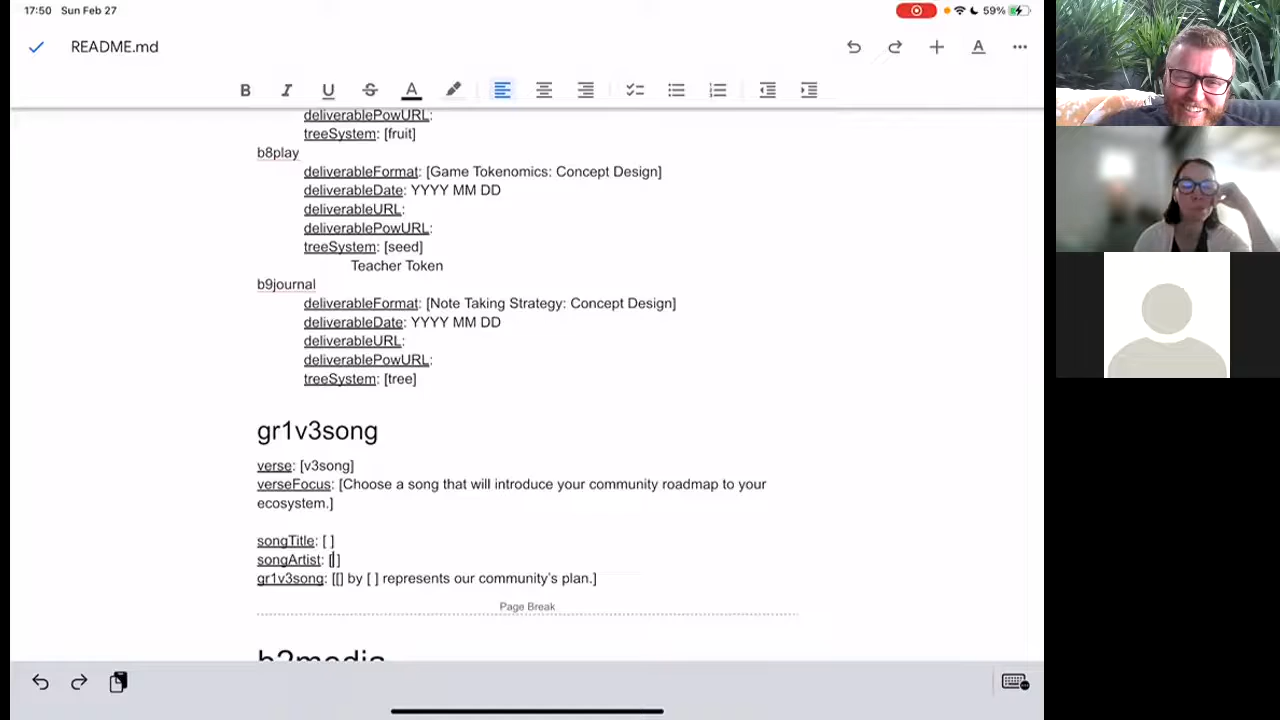 17:50 Sun Feb 27
59%
README.md
B I U S A
deliverablePowURL:
treeSystem: [fruit]
b8play
deliverableFormat: [Game Tokenomics: Concept Design]
deliverableDate: YYYY MM DD
deliverableURL:
deliverablePowURL:
treeSystem: [seed]
Teacher Token
b9journal
deliverableFormat: [Note Taking Strategy: Concept Design]
deliverableDate: YYYY MM DD
deliverableURL:
deliverablePowURL:
treeSystem: [tree]
gr1v3song
verse: [v3song]
verseFocus: [Choose a song that will introduce your community roadmap to your
ecosystem.]
songTitle: [ ]
songArtist: [ ]
gr1v3song: [[] by [ ] represents our community's plan.]
Page Break
b2media